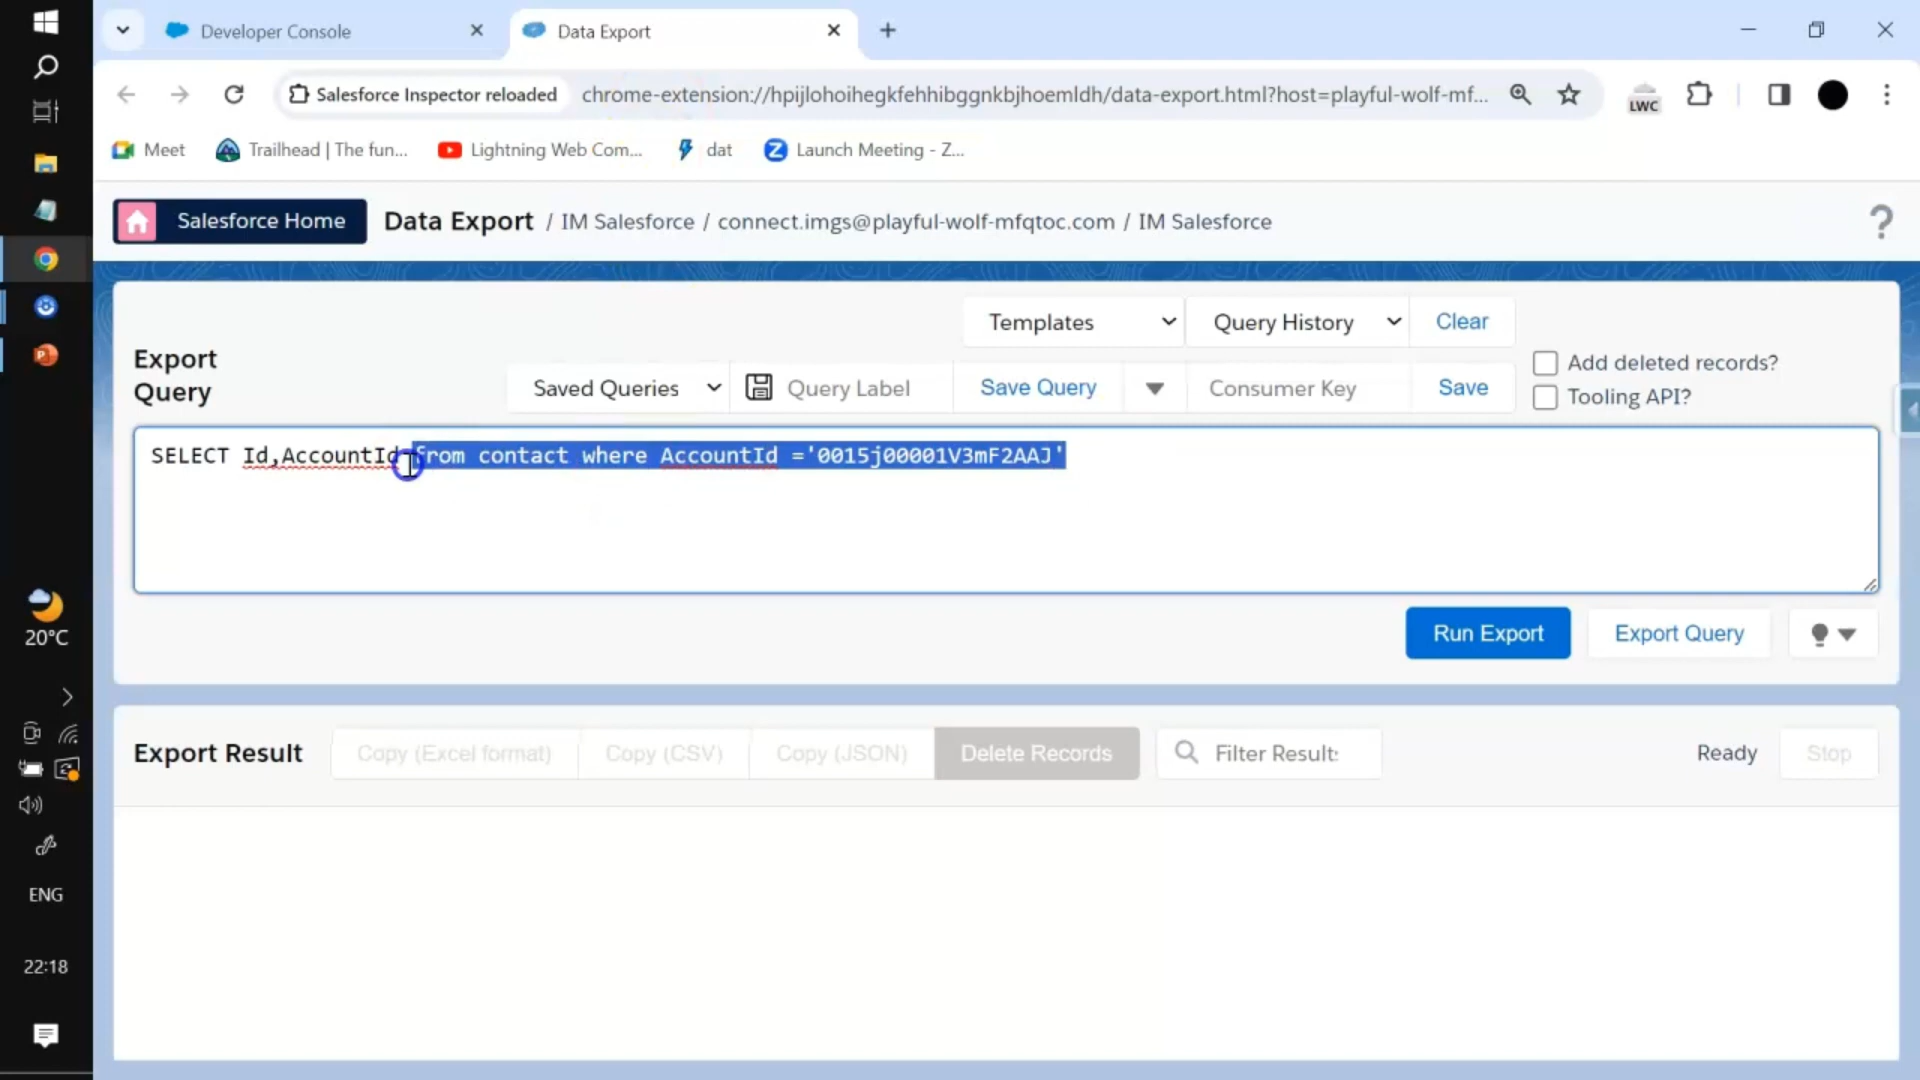 Developer Console
Data Export
Salesforce Inspector reloaded
chrome-extension://hpijlohoihegkfehhibggnkbjhoemldh/data-export.html?host=playful-wolf-mf...
LWC
Meet
Trailhead | The fun...
Lightning Web Com...
dat
Launch Meeting - Z...
Salesforce Home
Data Export / IM Salesforce / connect.imgs@playful-wolf-mfqtoc.com / IM Salesforce
?
Templates
Query History
Clear
Export
Query
Saved Queries
Query Label
Save Query
Consumer Key
Save
Add deleted records?
Tooling API?
SELECT Id,AccountId from contact where AccountId ='0015j00001V3mF2AAJ'
Run Export
Export Query
Export Result
Copy (Excel format)
Copy (CSV)
Copy (JSON)
Delete Records
Filter Results
Ready
Stop
20°C
ENG
22:18